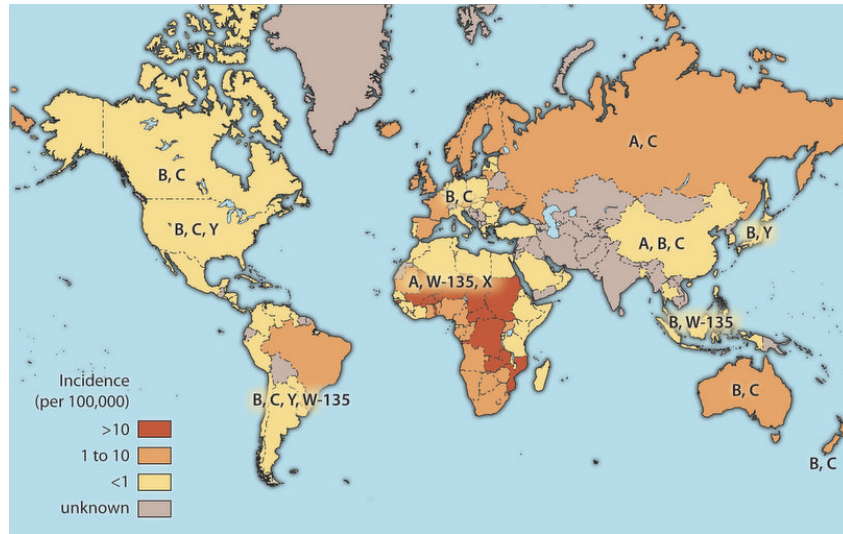 A, C
B, C
B, C
B, C, Y
B, Y
A, B, C
A, W-135, X
B, W-135
B, C
B, C, Y, W-135
B, C
Incidence
(per 100,000)
>10
1 to 10
<1
unknown